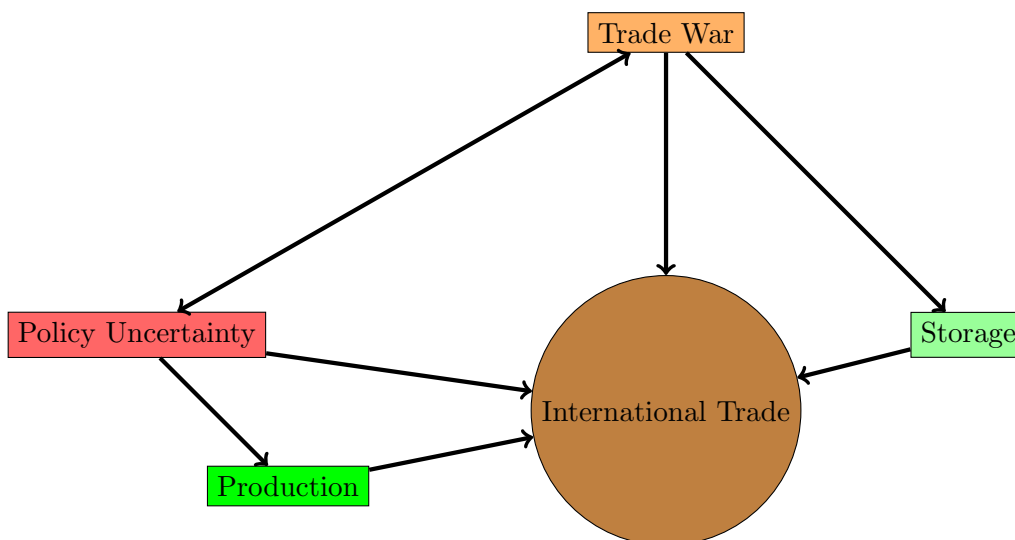 Trade War
Policy Uncertainty
Storage
International Trade
Production